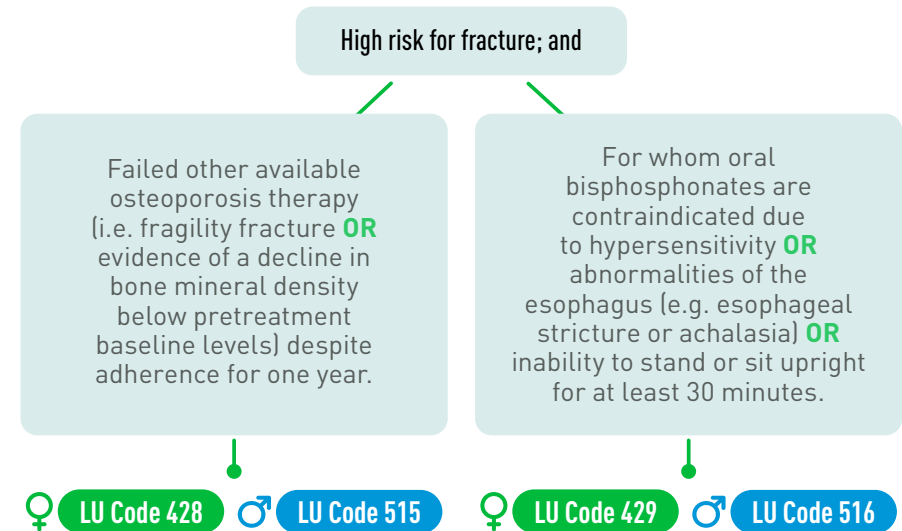 High risk for fracture; and
Failed other available
osteoporosis therapy
(i.e. fragility fracture OR
evidence of a decline in
bone mineral density
below pretreatment
baseline levels) despite
adherence for one year.
For whom oral
bisphosphonates are
contraindicated due
to hypersensitivity OR
abnormalities of the
esophagus (e.g. esophageal
stricture or achalasia) OR
inability to stand or sit upright
for at least 30 minutes.
LU Code 428
LU Code 515
LU Code 429
LU Code 516